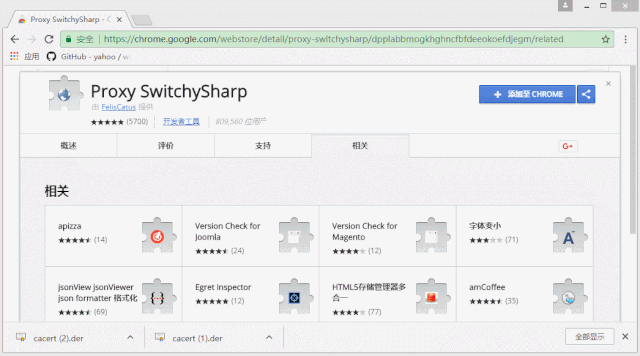 Proxy SwitchySharp - C
安全 | https://chrome.google.com/webstore/detail/proxy-switchysharp/dpplabbmogkhghncfbfdeeokoefdjegm/related
应用 GitHub - yahoo / w
Proxy SwitchySharp
由 FelisCatus 提供
添加至 CHROME
(5700) 开发者工具 809,560 位用户
概述 评价 支持 相关 G+
相关
apizza
(14)
Version Check for Joomla
(24)
Version Check for Magento
(12)
字体变小
(71)
jsonView jsonViewer json formatter 格式化
(69)
Egret Inspector
(12)
HTML5存储管理器多合一
(77)
amCoffee
(35)
cacert (2).der cacert (1).der 全部显示